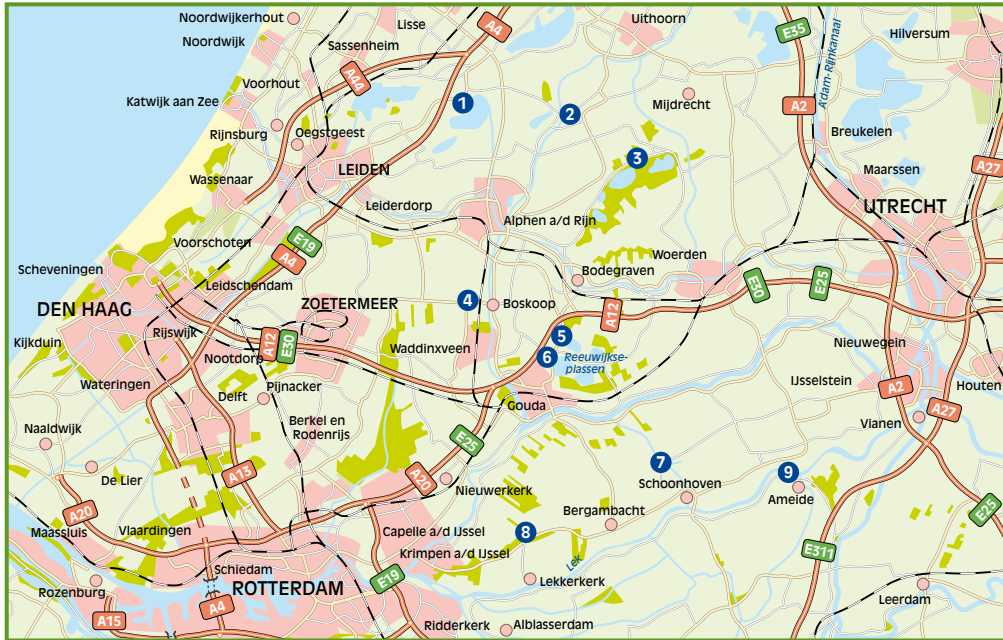 Noordwijkerhout
Lisse
A4
Uithoorn
E35
Hilversum
Noordwijk
Sassenheim
A'dam-Rijnkanaal
Voorhout
A44
Katwijk aan Zee
1
2
Mijdrecht
A2
Rijnsburg
Oegstgeest
Breukelen
3
LEIDEN
Maarssen
A27
Wassenaar
Leiderdorp
UTRECHT
Alphen a/d Rijn
Voorschoten
E19
A4
Woerden
Scheveningen
Bodegraven
Leidschendam
E30
E25
DEN HAAG
ZOETERMEER
4
Boskoop
A12
Rijswijk
A12
E30
5
Kijkduin
Nootdorp
Waddinxveen
6
Reeuwijkse-
plassen
Nieuwegein
Wateringen
Pijnacker
IJsselstein
A2
Houten
Delft
Gouda
A27
Berkel en
Rodenrijs
Vianen
Naaldwijk
E25
7
De Lier
A13
A20
Nieuwerkerk
Schoonhoven
9
Ameide
A20
Bergambacht
E25
Maassluis
Vlaardingen
Capelle a/d IJssel
8
Krimpen a/d IJssel
E311
Schiedam
Lek
Rozenburg
ROTTERDAM
E19
Lekkerkerk
Leerdam
A4
A15
Ridderkerk
Alblasserdam